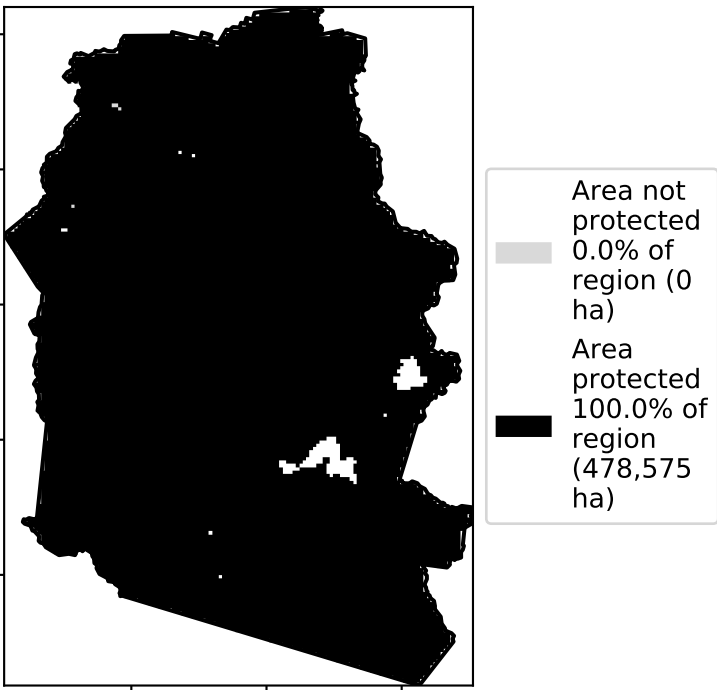 Area not
protected
0.0% of
region (0
ha)
Area
protected
100.0% of
region
(478,575
ha)